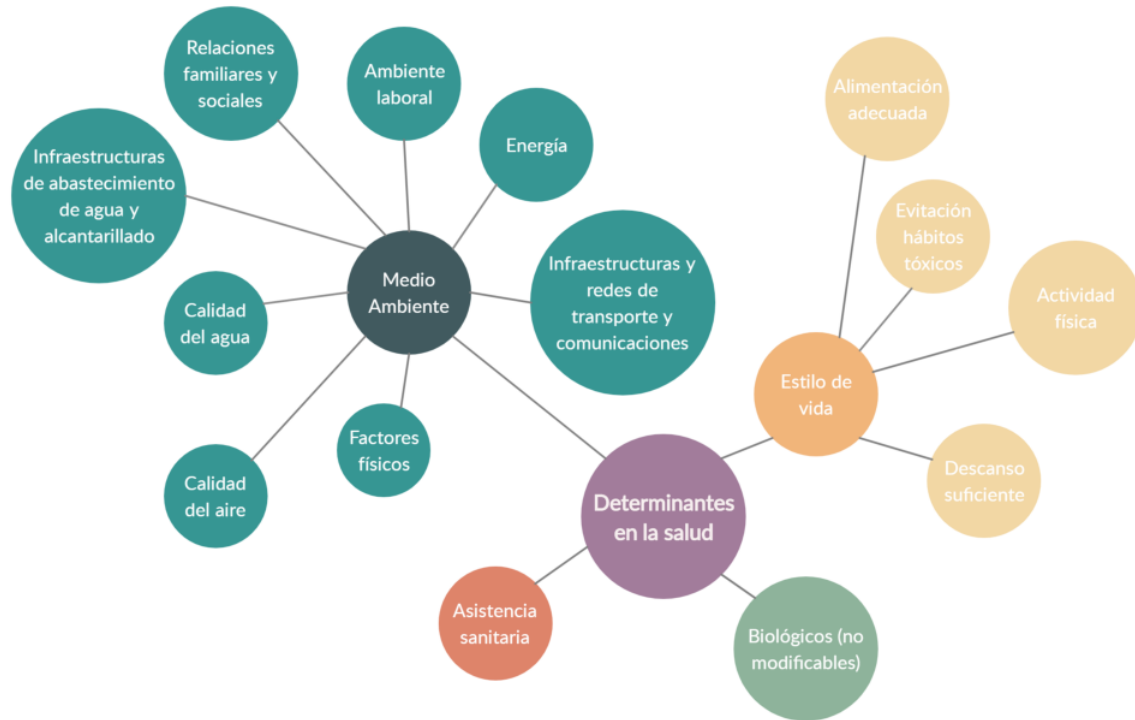 Relaciones
familiares y
sociales
Ambiente
laboral
Energía
Infraestructuras
de abastecimiento
de agua y
alcantarillado
Medio
Ambiente
Infraestructuras y
redes de
transporte y
comunicaciones
Calidad
del agua
Factores
físicos
Calidad
del aire
Alimentación
adecuada
Evitación
hábitos
tóxicos
Actividad
física
Estilo de
vida
Descanso
suficiente
Determinantes
en la salud
Asistencia
sanitaria
Biológicos (no
modificables)